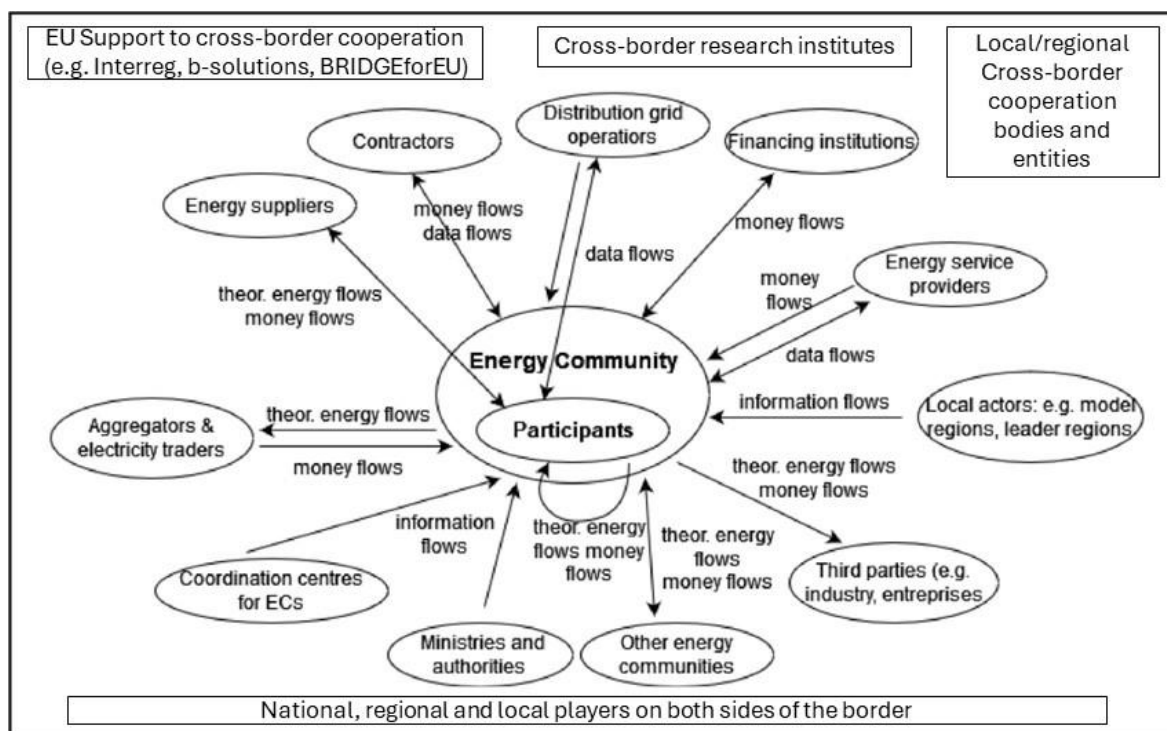 EU Support to cross-border cooperation
(e.g. Interreg, b-solutions, BRIDGEforEU)
Cross-border research institutes
Local/regional
Cross-border
cooperation
bodies and
entities
Distribution grid
operatiors
Contractors
Financing institutions
Energy suppliers
money flows
data flows
data flows
money flows
Energy service
providers
money
flows
theor. energy flows
money flows
data flows
Energy Community
information flows
Local actors: e.g. model
regions, leader regions
Participants
Aggregators &
electricity traders
theor. energy flows
money flows
theor. energy flows
money flows
information
flows
theor. energy
flows money
flows
theor. energy
flows
money flows
Coordination centres
for ECs
Third parties (e.g.
industry, entreprises
Ministries and
authorities
Other energy
communities
National, regional and local players on both sides of the border